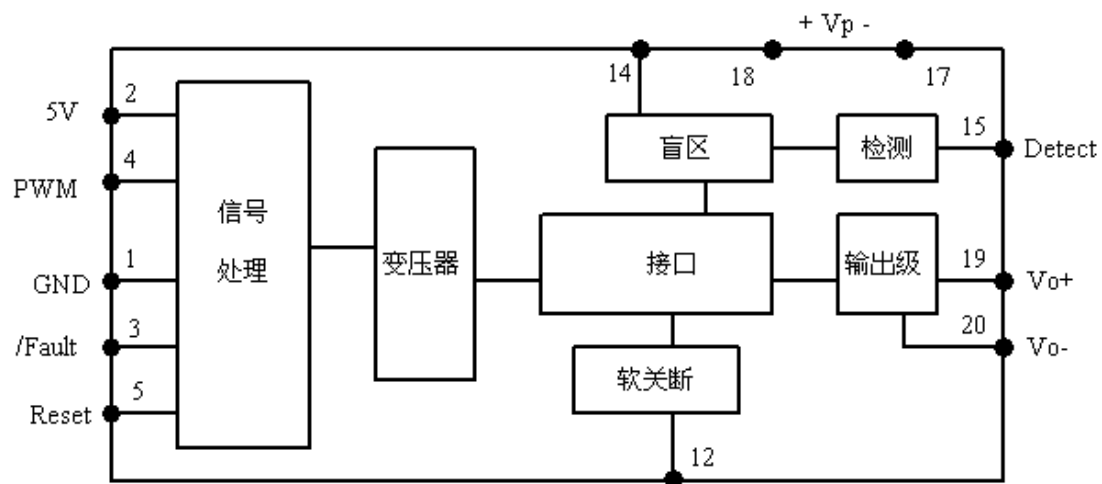 + Vp -
14
18
17
5V
2
盲区
检测
15
Detect
PWM
4
信号
处理
变压器
接口
输出级
19
Vo+
GND
1
20
Vo-
/Fault
3
软关断
Reset
5
12